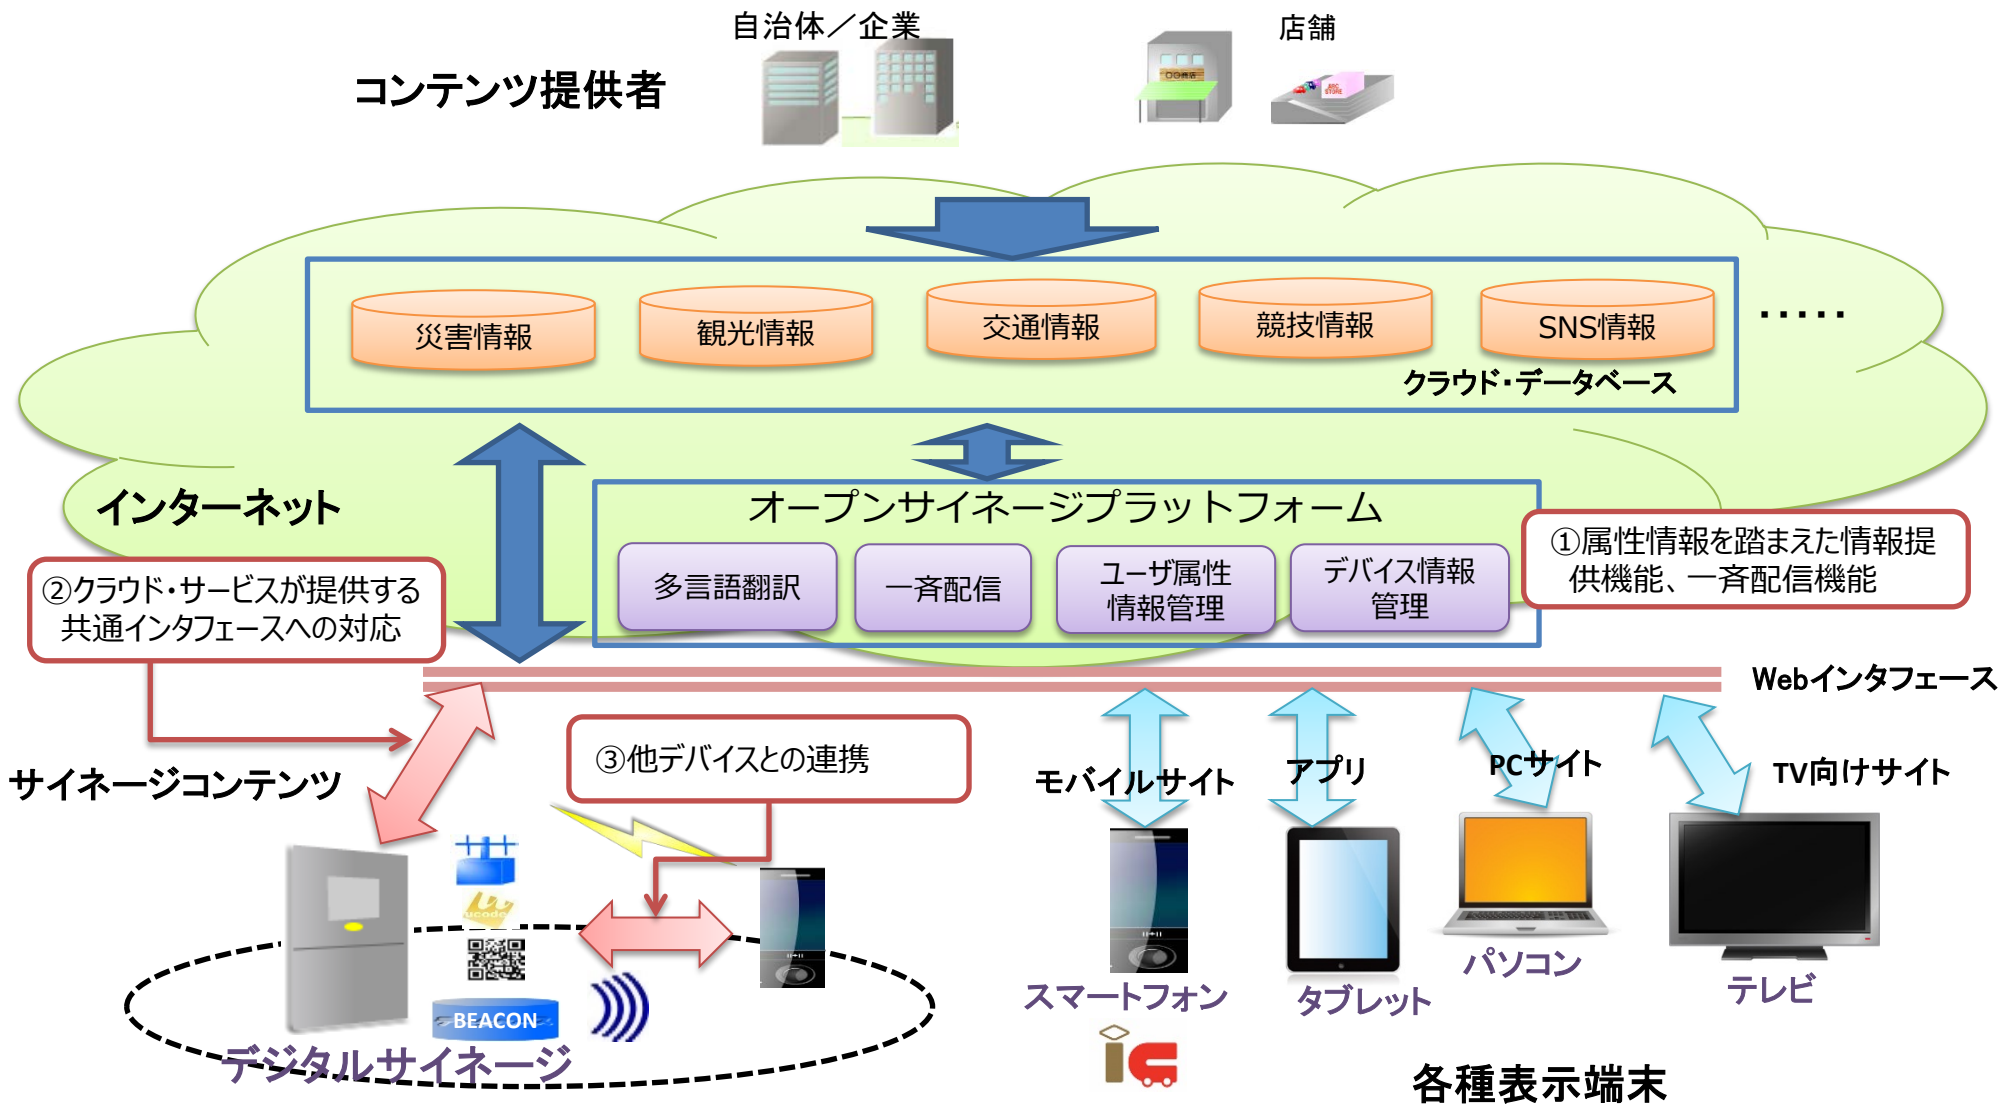 自治体／企業
店舗
コンテンツ提供者
〇〇商店
ABC
STORE
災害情報
観光情報
交通情報
競技情報
SNS情報
・・・・・
クラウド・データベース
インターネット
オープンサイネージプラットフォーム
多言語翻訳
一斉配信
ユーザ属性
情報管理
デバイス情報
管理
①属性情報を踏まえた情報提
供機能、一斉配信機能
②クラウド・サービスが提供する
共通インタフェースへの対応
Webインタフェース
③他デバイスとの連携
サイネージコンテンツ
モバイルサイト
アプリ
PCサイト
TV向けサイト
ucode
BEACON
デジタルサイネージ
スマートフォン
タブレット
パソコン
テレビ
各種表示端末